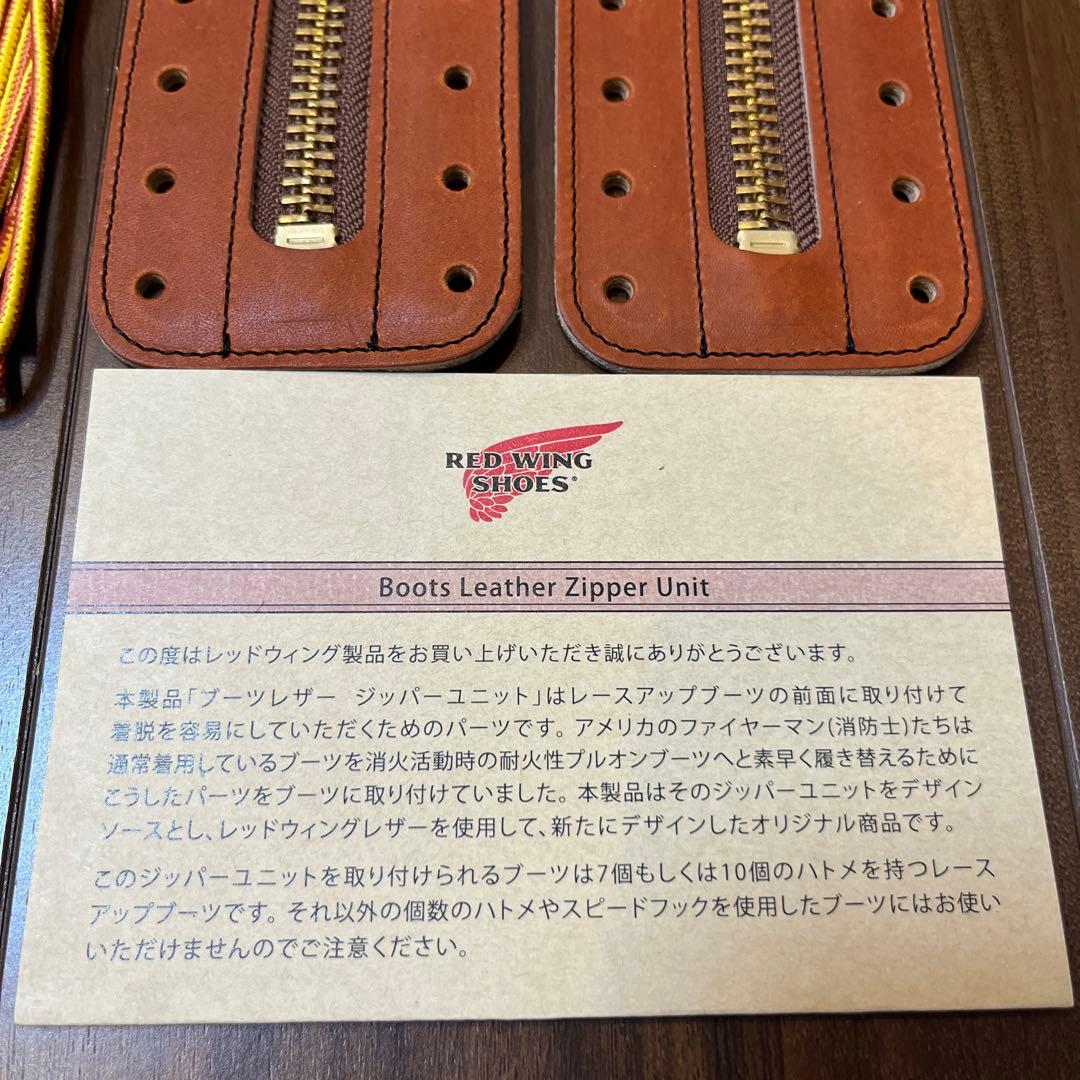 RED WING
SHOES®
Boots Leather Zipper Unit
この度はレッドウィング製品をお買い上げいただき誠にありがとうございます。
本製品「ブーツレザー　ジッパーユニット」はレースアップブーツの前面に取り付けて
着脱を容易にしていただくためのパーツです。アメリカのファイヤーマン(消防士)たちは
通常着用しているブーツを消火活動時の耐火性プルオンブーツへと素早く履き替えるために
こうしたパーツをブーツに取り付けていました。本製品はそのジッパーユニットをデザイン
ソースとし、レッドウィングレザーを使用して、新たにデザインしたオリジナル商品です。
このジッパーユニットを取り付けられるブーツは7個もしくは10個のハトメを持つレース
アップブーツです。それ以外の個数のハトメやスピードフックを使用したブーツにはお使い
いただけませんのでご注意ください。